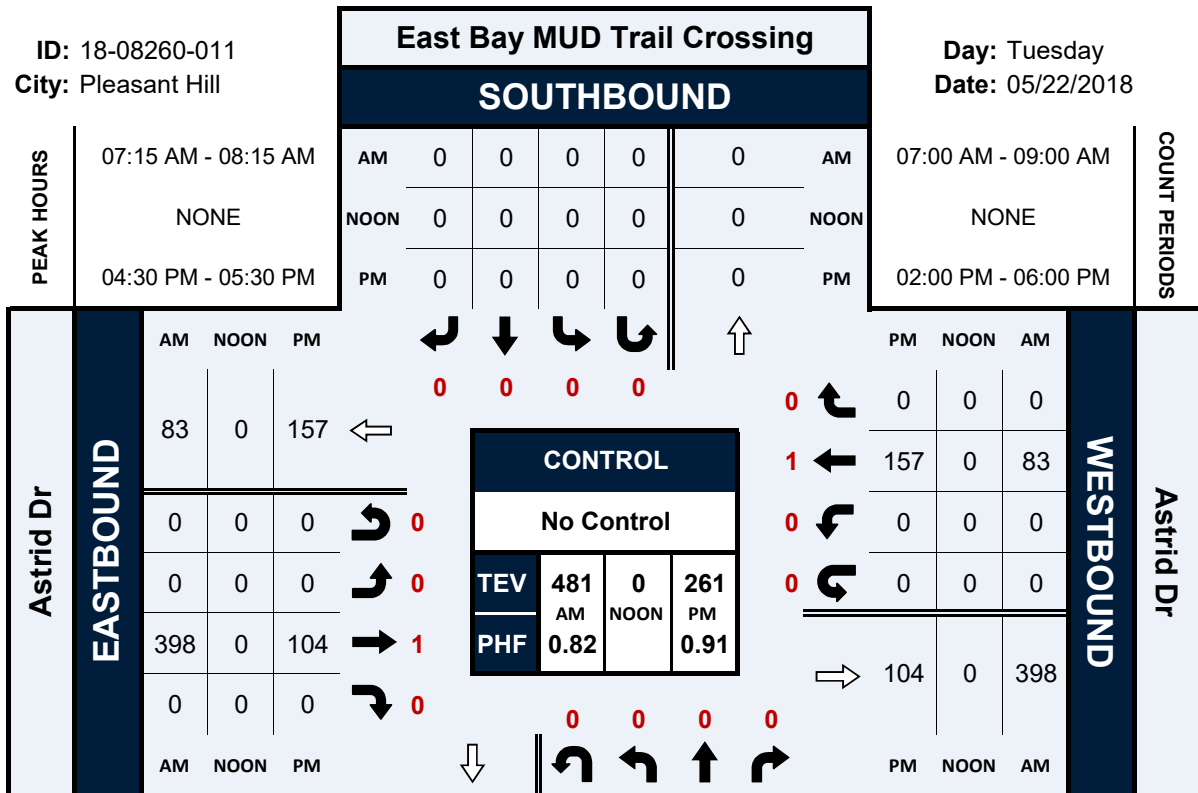 East Bay MUD Trail Crossing
ID: 18-08260-011
Day: Tuesday
City: Pleasant Hill
Date: 05/22/2018
SOUTHBOUND
PEAK HOURS
07:15 AM - 08:15 AM
NONE
04:30 PM - 05:30 PM
AM 0 0 0 0 0 AM
NOON 0 0 0 0 0 NOON
PM 0 0 0 0 0 PM
07:00 AM - 09:00 AM
NONE
02:00 PM - 06:00 PM
COUNT PERIODS
0 0 0 0
Astrid Dr
EASTBOUND
AM NOON PM
83 0 157
0 0 0 0
0 0 0 0
398 0 104 1
0 0 0 0
AM NOON PM
CONTROL
No Control
TEV 481 0 261
AM NOON PM
PHF 0.82 0.91
PM NOON AM
0 0 0 0
1 157 0 83
0 0 0 0
0 0 0 0
104 0 398
PM NOON AM
WESTBOUND
Astrid Dr
0 0 0 0